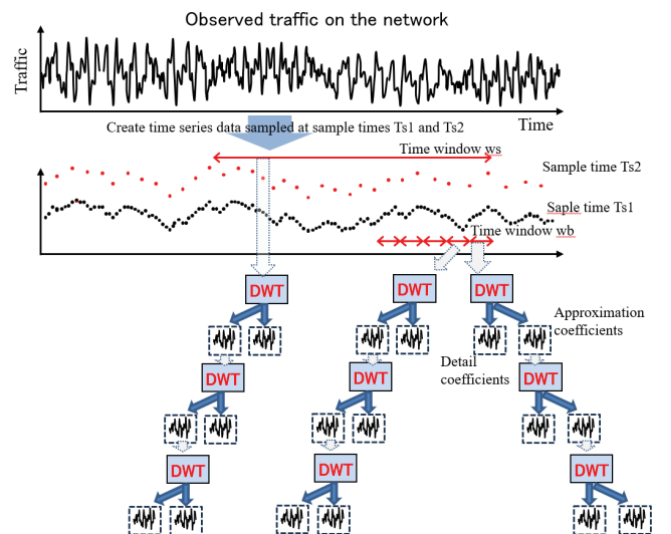 Observed traffic on the network
Traffic
Time
Create time series data sampled at sample times Ts1 and Ts2
Time window ws
Sample time Ts2
Saple time Ts1
Time window wb
DWT
DWT
DWT
Approximation
coefficients
Detail
coefficients
DWT
DWT
DWT
DWT
DWT
DWT